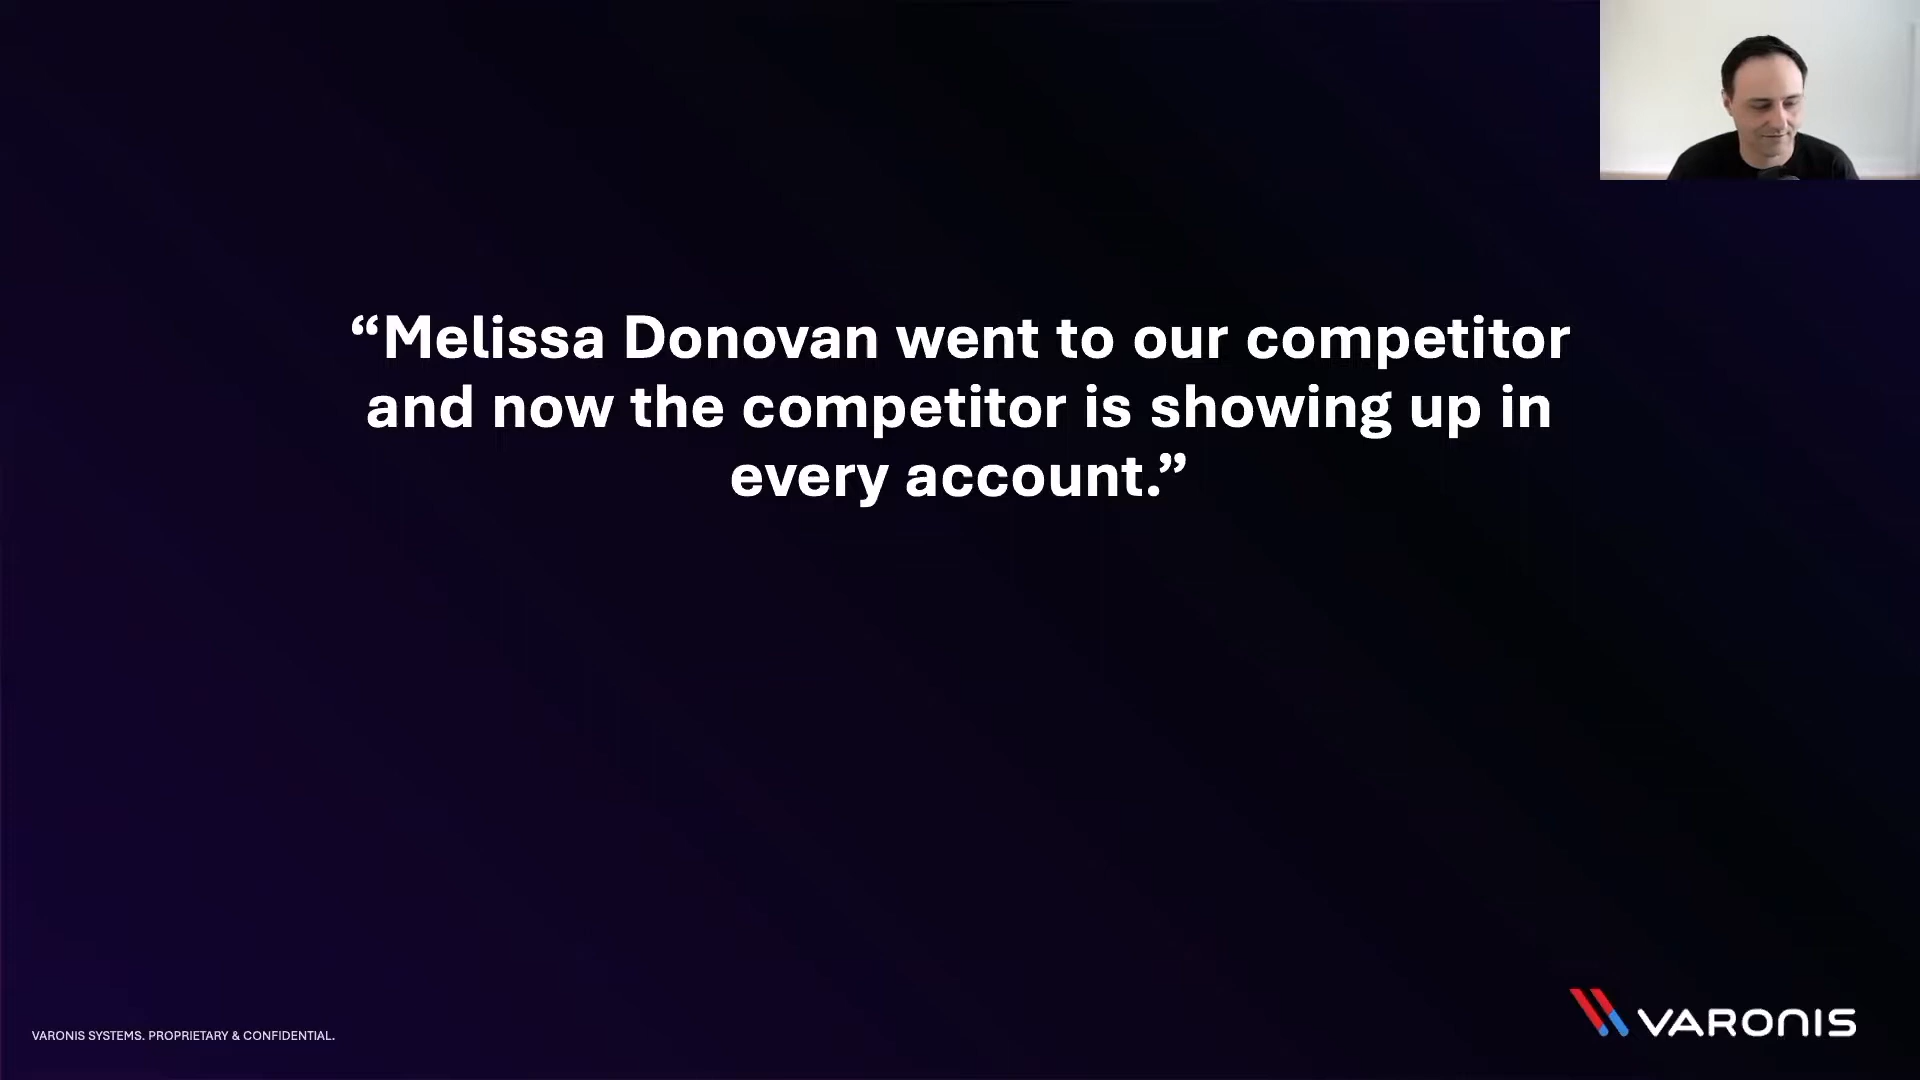 “Melissa Donovan went to our competitor
and now the competitor is showing up in
every account.”
VARONIS SYSTEMS. PROPRIETARY & CONFIDENTIAL.
VARONIS